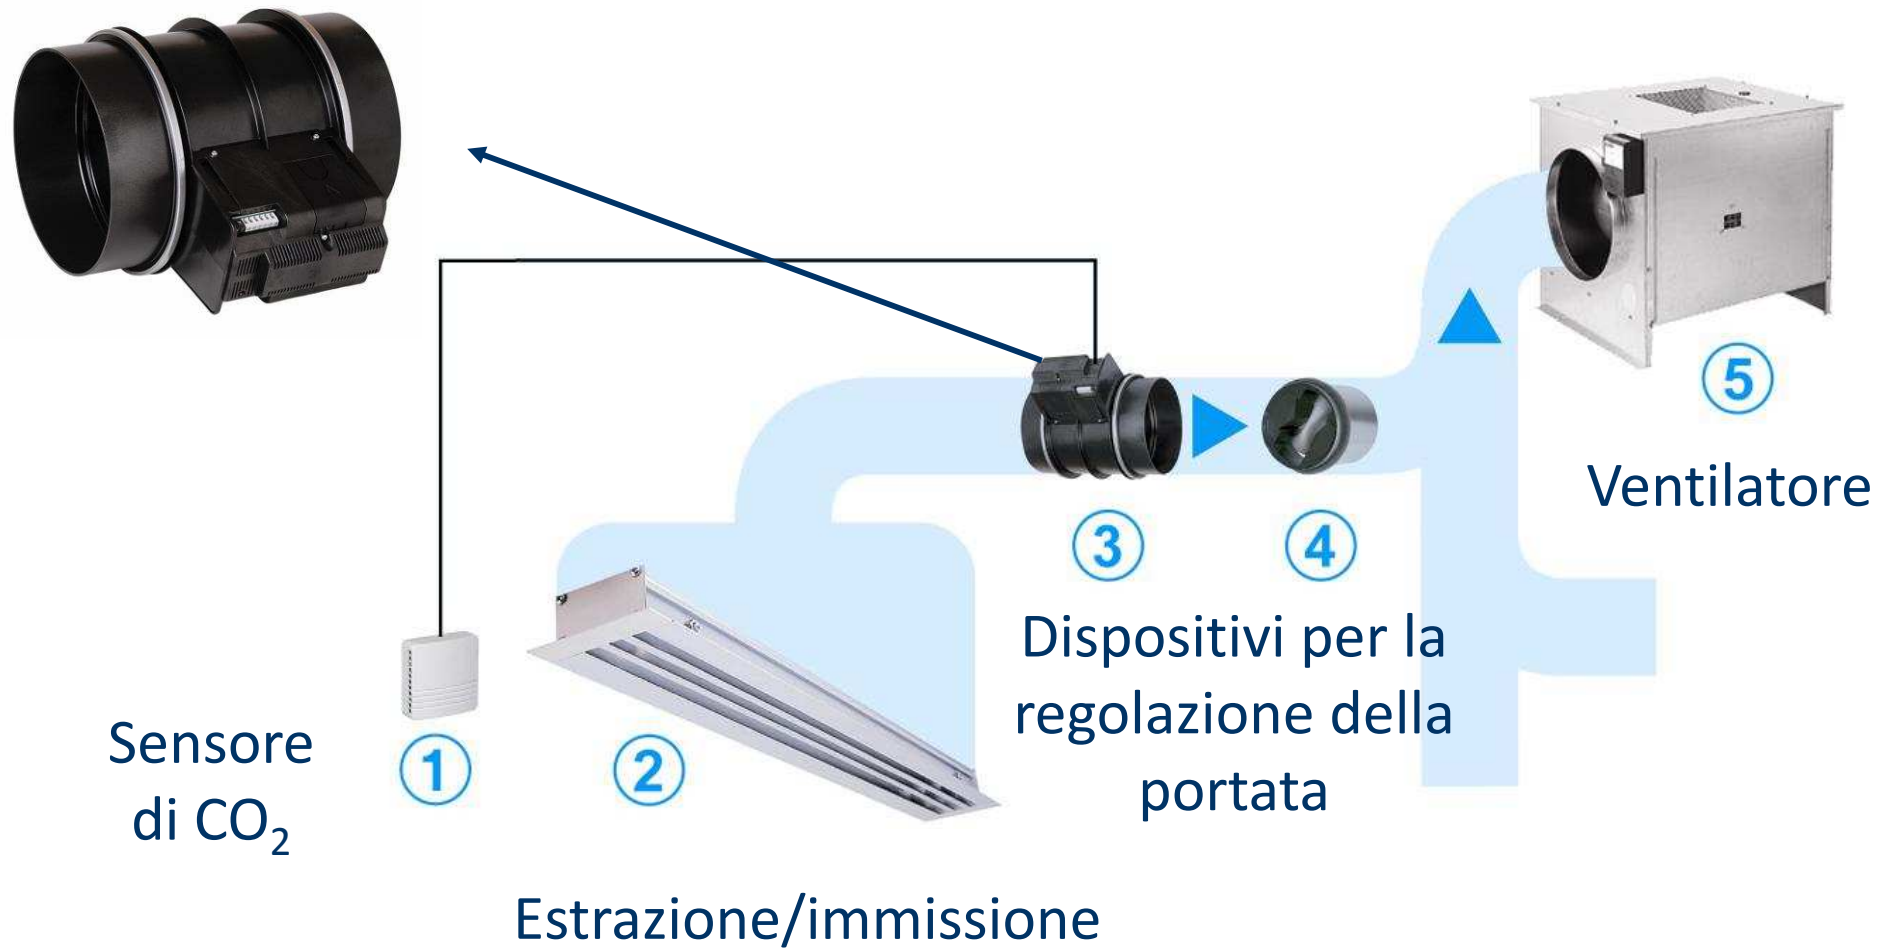 5
Ventilatore
3
4
Dispositivi per la
regolazione della
portata
Sensore
di CO₂
1
2
Estrazione/immissione